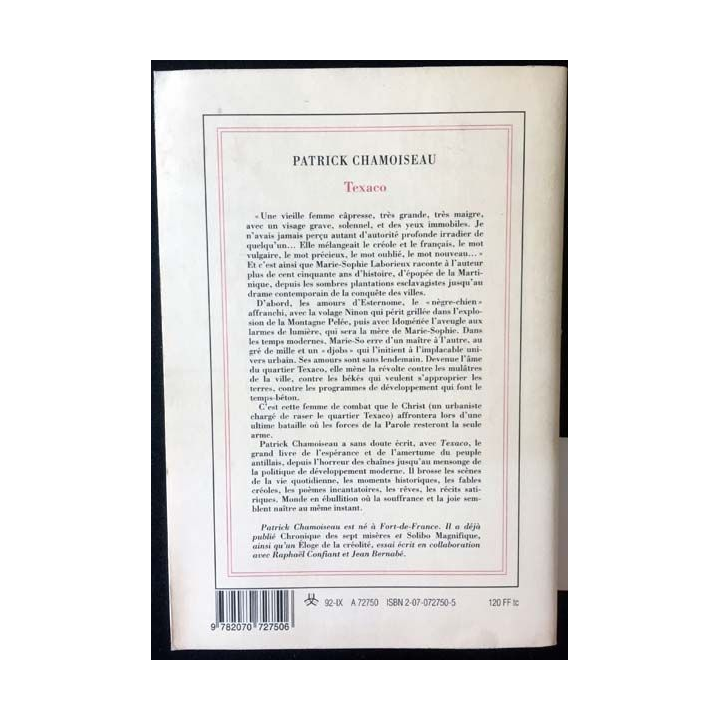 PATRICK CHAMOISEAU
Texaco
« Une vieille femme câpresse, très grande, très maigre,
avec un visage grave, solennel, et des yeux immobiles. Je
n'avais jamais perçu autant d'autorité profonde irradier de
quelqu'un... Elle mélangeait le créole et le français, le mot
vulgaire, le mot précieux, le mot oublié, le mot nouveau... »
Et c'est ainsi que Marie-Sophie Laborieux raconte à l'auteur
plus de cent cinquante ans d'histoire, d'épopée de la Marti-
nique, depuis les sombres plantations esclavagistes jusqu'au
drame contemporain de la conquête des villes.
D'abord, les amours d'Esternome, le « nègre-chien »
affranchi, avec la volage Ninon qui périt grillée dans l'explo-
sion de la Montagne Pelée, puis avec Idoménée l'aveugle aux
larmes de lumière, qui sera la mère de Marie-Sophie. Dans
les temps modernes, Marie-So erre d'un maître à l'autre, au
gré de mille et un « djobs » qui l'initient à l'implacable uni-
vers urbain. Ses amours sont sans lendemain. Devenue l'âme
du quartier Texaco, elle mène la révolte contre les mulâtres
de la ville, contre les békés qui veulent s'approprier les
terres, contre les programmes de développement qui font le
temps-béton.
C'est cette femme de combat que le Christ (un urbaniste
chargé de raser le quartier Texaco) affrontera lors d'une
ultime bataille où les forces de la Parole resteront la seule
arme.
Patrick Chamoiseau a sans doute écrit, avec Texaco, le
grand livre de l'espérance et de l'amertume du peuple
antillais, depuis l'horreur des chaînes jusqu'au mensonge de
la politique de développement moderne. Il brosse les scènes
de la vie quotidienne, les moments historiques, les fables
créoles, les poèmes incantatoires, les rêves, les récits sati-
riques. Monde en ébullition où la souffrance et la joie sem-
blent naître au même instant.
Patrick Chamoiseau est né à Fort-de-France. Il a déjà
publié Chronique des sept misères et Solibo Magnifique,
ainsi qu'un Éloge de la créolité, essai écrit en collaboration
avec Raphaël Confiant et Jean Bernabé.
92-IX A 72750 ISBN 2-07-072750-5 120 FF tc
9 782070 727506